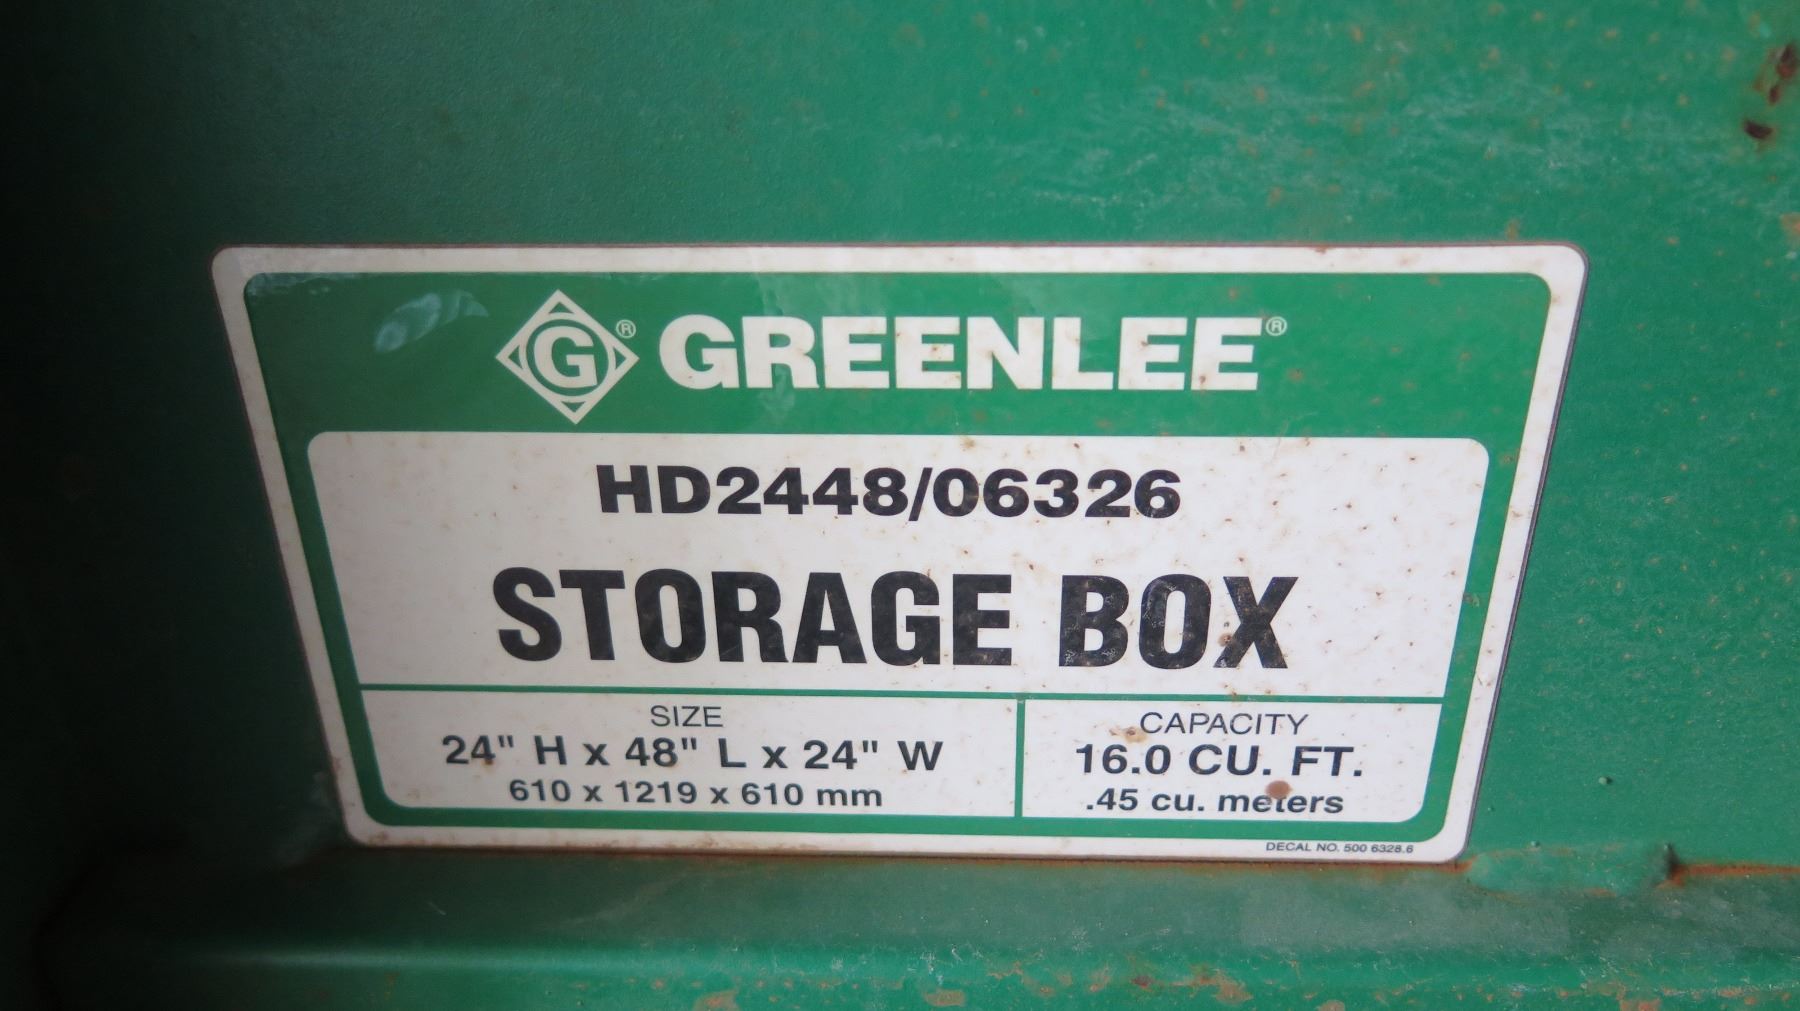 G® GREENLEE®
HD2448/06326
STORAGE BOX
SIZE
24" H x 48" L x 24" W
610 x 1219 x 610 mm
CAPACITY
16.0 CU. FT.
.45 cu. meters
DECAL NO. 500 6328.6